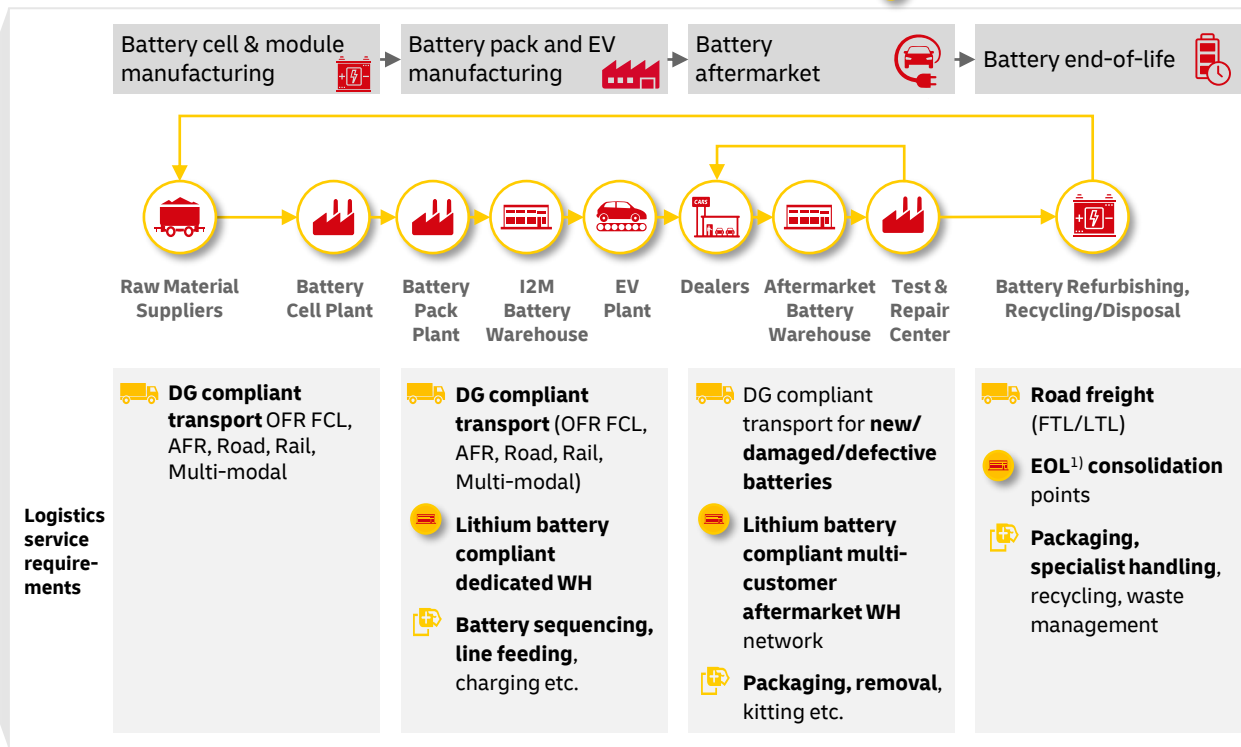 Battery cell & module
manufacturing
Battery pack and EV
manufacturing
Battery
aftermarket
Battery end-of-life
CARS
Raw Material
Suppliers
Battery
Cell Plant
Battery
Pack
Plant
I2M
Battery
Warehouse
EV
Plant
Dealers
Aftermarket
Battery
Warehouse
Test &
Repair
Center
Battery Refurbishing,
Recycling/Disposal
Logistics
service
require-
ments
DG compliant
transport OFR FCL,
AFR, Road, Rail,
Multi-modal
DG compliant
transport (OFR FCL,
AFR, Road, Rail,
Multi-modal)
Lithium battery
compliant
dedicated WH
Battery sequencing,
line feeding,
charging etc.
DG compliant
transport for new/
damaged/defective
batteries
Lithium battery
compliant multi-
customer
aftermarket WH
network
Packaging, removal,
kitting etc.
Road freight
(FTL/LTL)
EOL1) consolidation
points
Packaging,
specialist handling,
recycling, waste
management